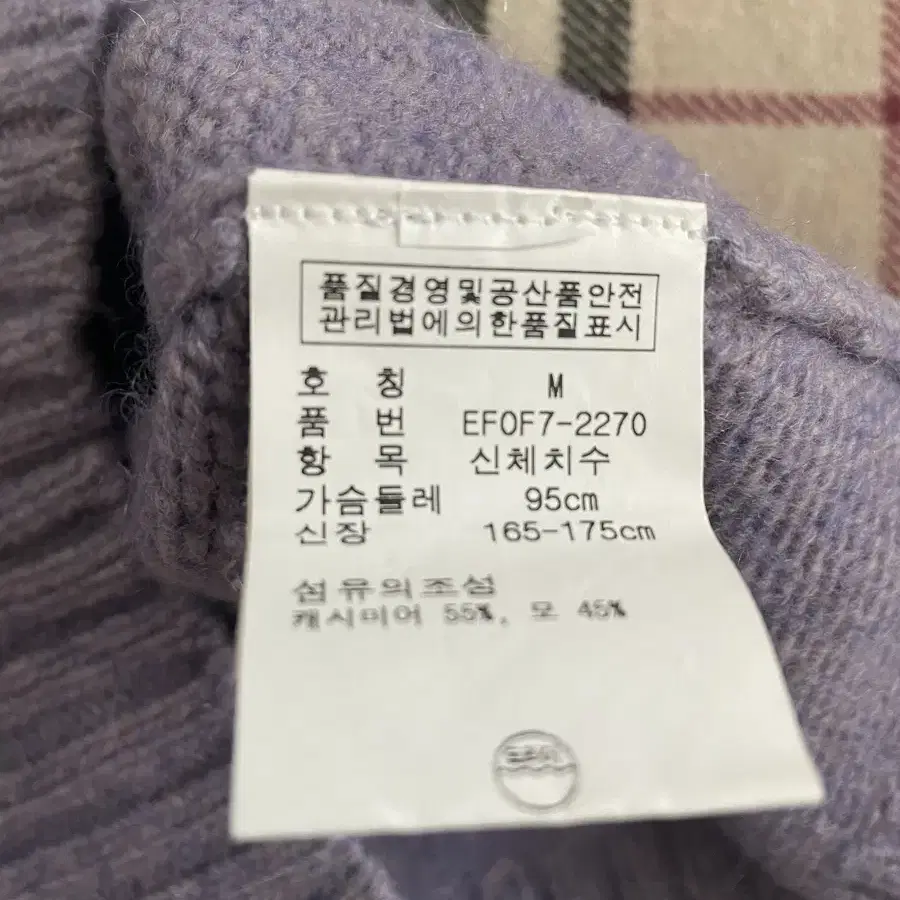 품질경영및공산품안전
관리법에의한품질표시
호 칭 M
품 번 EF0F7-2270
항 목 신체치수
가슴둘레 95cm
신장 165-175cm
섬유의조성
캐시미어 55%, 모 45%